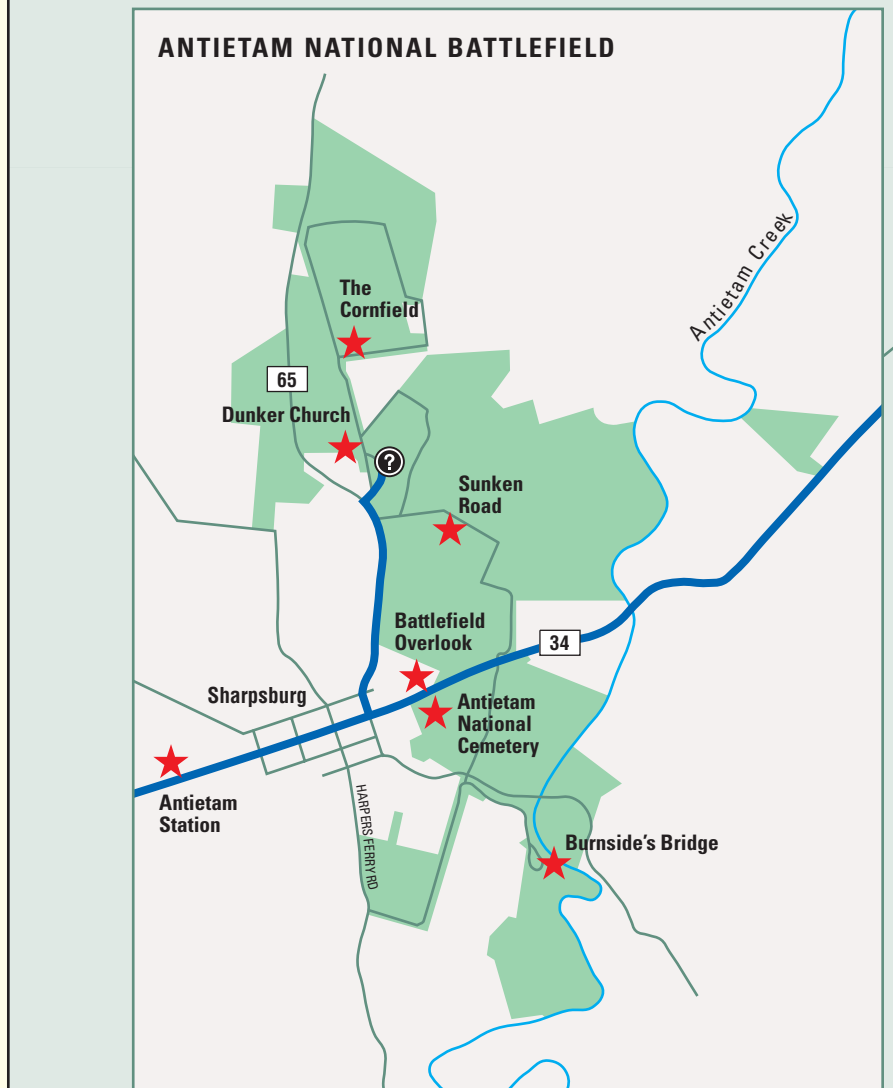 ANTIETAM NATIONAL BATTLEFIELD
Antietam Creek
The
Cornfield
65
Dunker Church
?
Sunken
Road
Battlefield
Overlook
34
Sharpsburg
Antietam
National
Cemetery
Antietam
Station
HARPERS FERRY RD
Burnside's Bridge